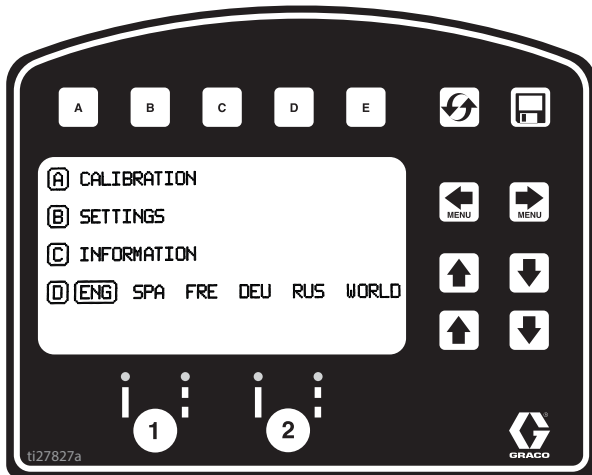 A B C D E
A CALIBRATION
B SETTINGS
MENU MENU
C INFORMATION
D ENG SPA FRE DEU RUS WORLD
1 2
ti27827a
GRACO